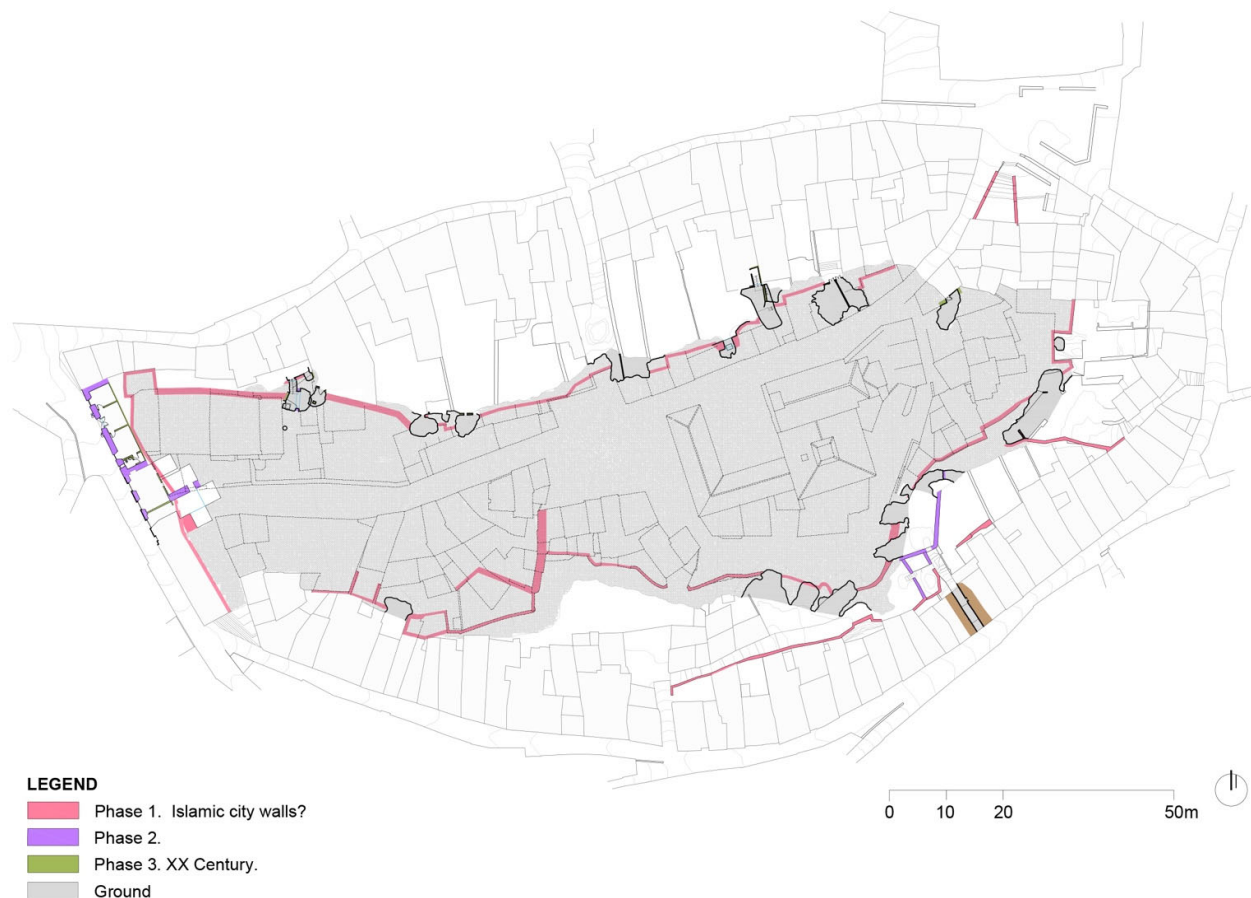 LEGEND
Phase 1.  Islamic city walls?
Phase 2.
Phase 3. XX Century.
Ground
0 10 20 50m